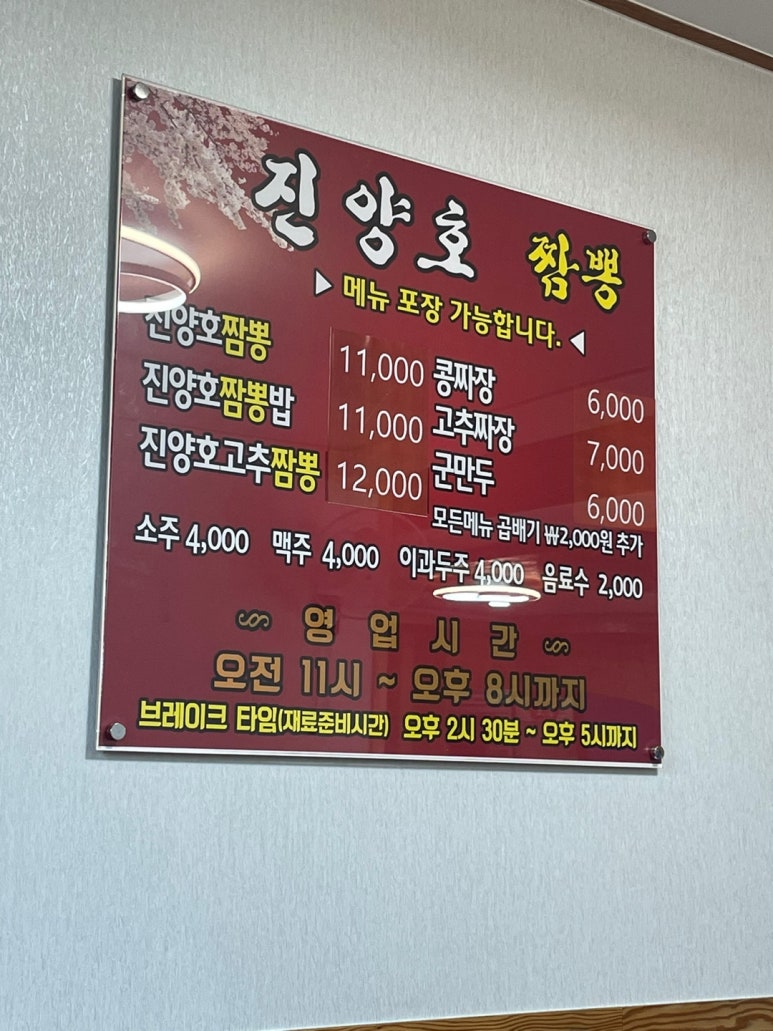 진양호 짬뽕
▶ 메뉴 포장 가능합니다. ◀
진양호짬뽕 11,000
진양호짬뽕밥 11,000
진양호고추짬뽕 12,000
콩짜장 6,000
고추짜장 7,000
군만두 6,000
모든메뉴 곱배기 ₩2,000원 추가
소주 4,000 맥주 4,000 이과두주 4,000 음료수 2,000
영 업 시 간
오전 11시 ~ 오후 8시까지
브레이크 타임(재료준비시간) 오후 2시 30분 ~ 오후 5시까지